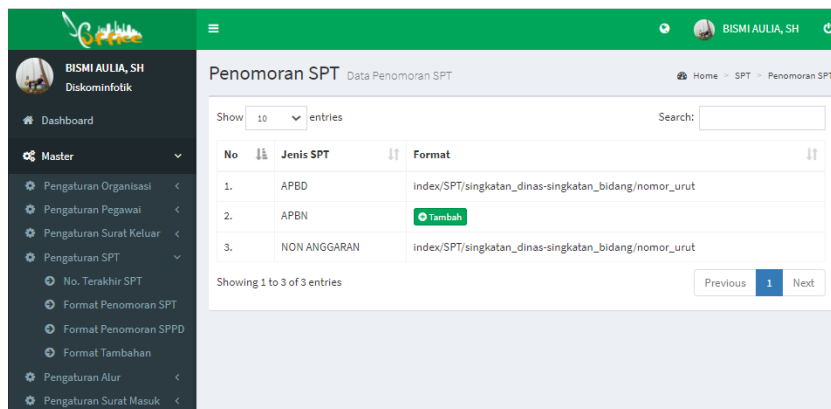 Office
BISMI AULIA, SH
BISMI AULIA, SH
Diskominfotik
Dashboard
Master
Pengaturan Organisasi
Pengaturan Pegawai
Pengaturan Surat Keluar
Pengaturan SPT
No. Terakhir SPT
Format Penomoran SPT
Format Penomoran SPPD
Format Tambahan
Pengaturan Alur
Pengaturan Surat Masuk
Penomoran SPT Data Penomoran SPT
Home > SPT > Penomoran SPT
Show 10 entries
Search:
No Jenis SPT Format
1. APBD index/SPT/singkatan_dinas-singkatan_bidang/nomor_urut
2. APBN Tambah
3. NON ANGGARAN index/SPT/singkatan_dinas-singkatan_bidang/nomor_urut
Showing 1 to 3 of 3 entries
Previous 1 Next